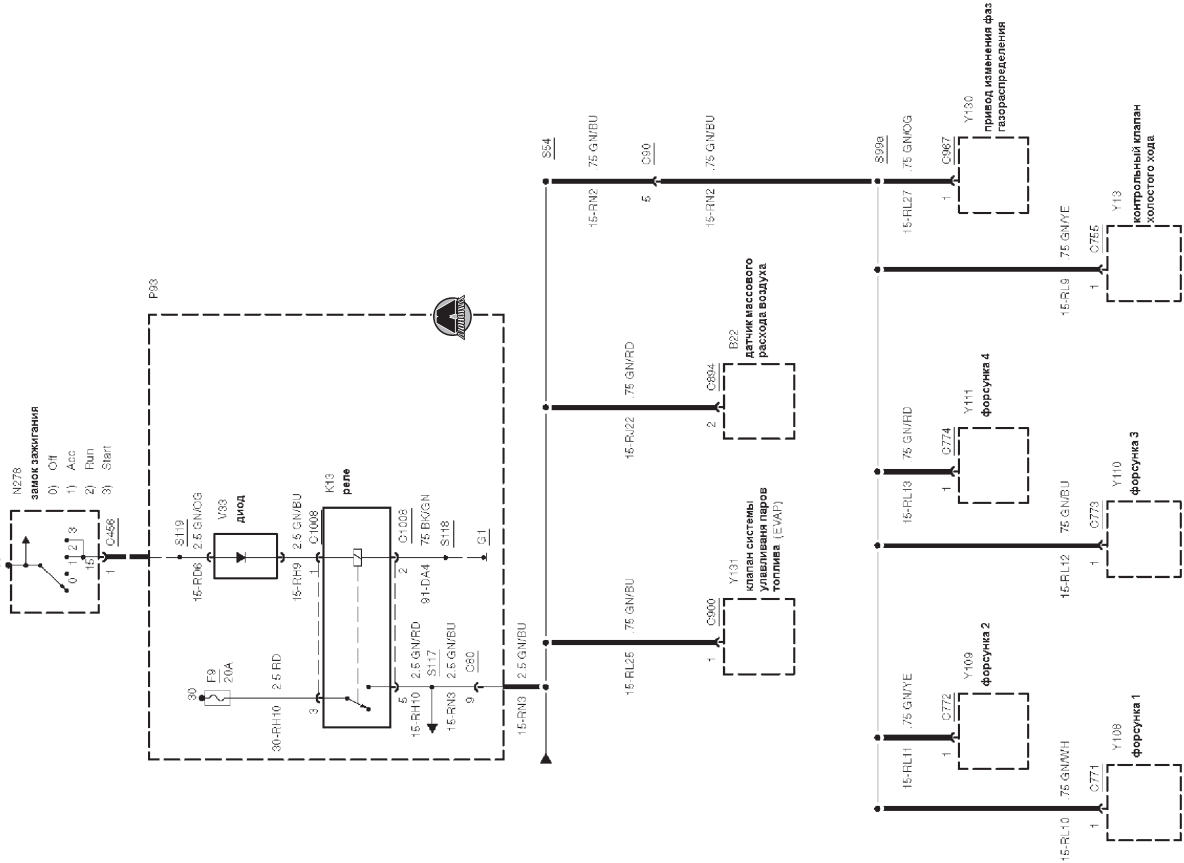 N278
замок зажигания
0) Off
1) Acc
2) Run
3) Start
0
1
2
3
15
1
C456
P93
S119
15-RD6
2.5 GN/OG
V33
диод
15-RH9
2.5 GN/BU
1
C1008
K13
реле
30
F9
20A
30-RH10
2.5 RD
3
2
C1008
91-DA4
.75 BK/GN
S118
G1
5
15-RH10
2.5 GN/RD
S117
15-RN3
2.5 GN/BU
9
C80
15-RN3
2.5 GN/BU
S54
15-RN2
.75 GN/BU
5
C90
15-RN2
.75 GN/BU
15-RL25
.75 GN/BU
1
C900
Y131
клапан системы
улавливаня паров
топлива (EVAP)
15-RJ22
.75 GN/RD
2
C894
B22
датчик массового
расхода воздуха
S99a
15-RL27
.75 GN/OG
1
C967
Y130
привод изменения фаз
газораспределения
15-RL9
.75 GN/YE
1
C755
Y13
контрольный клапан
холостого хода
15-RL13
.75 GN/RD
1
C774
Y111
форсунка 4
15-RL12
.75 GN/BU
1
C773
Y110
форсунка 3
15-RL11
.75 GN/YE
1
C772
Y109
форсунка 2
15-RL10
.75 GN/WH
1
C771
Y108
форсунка 1